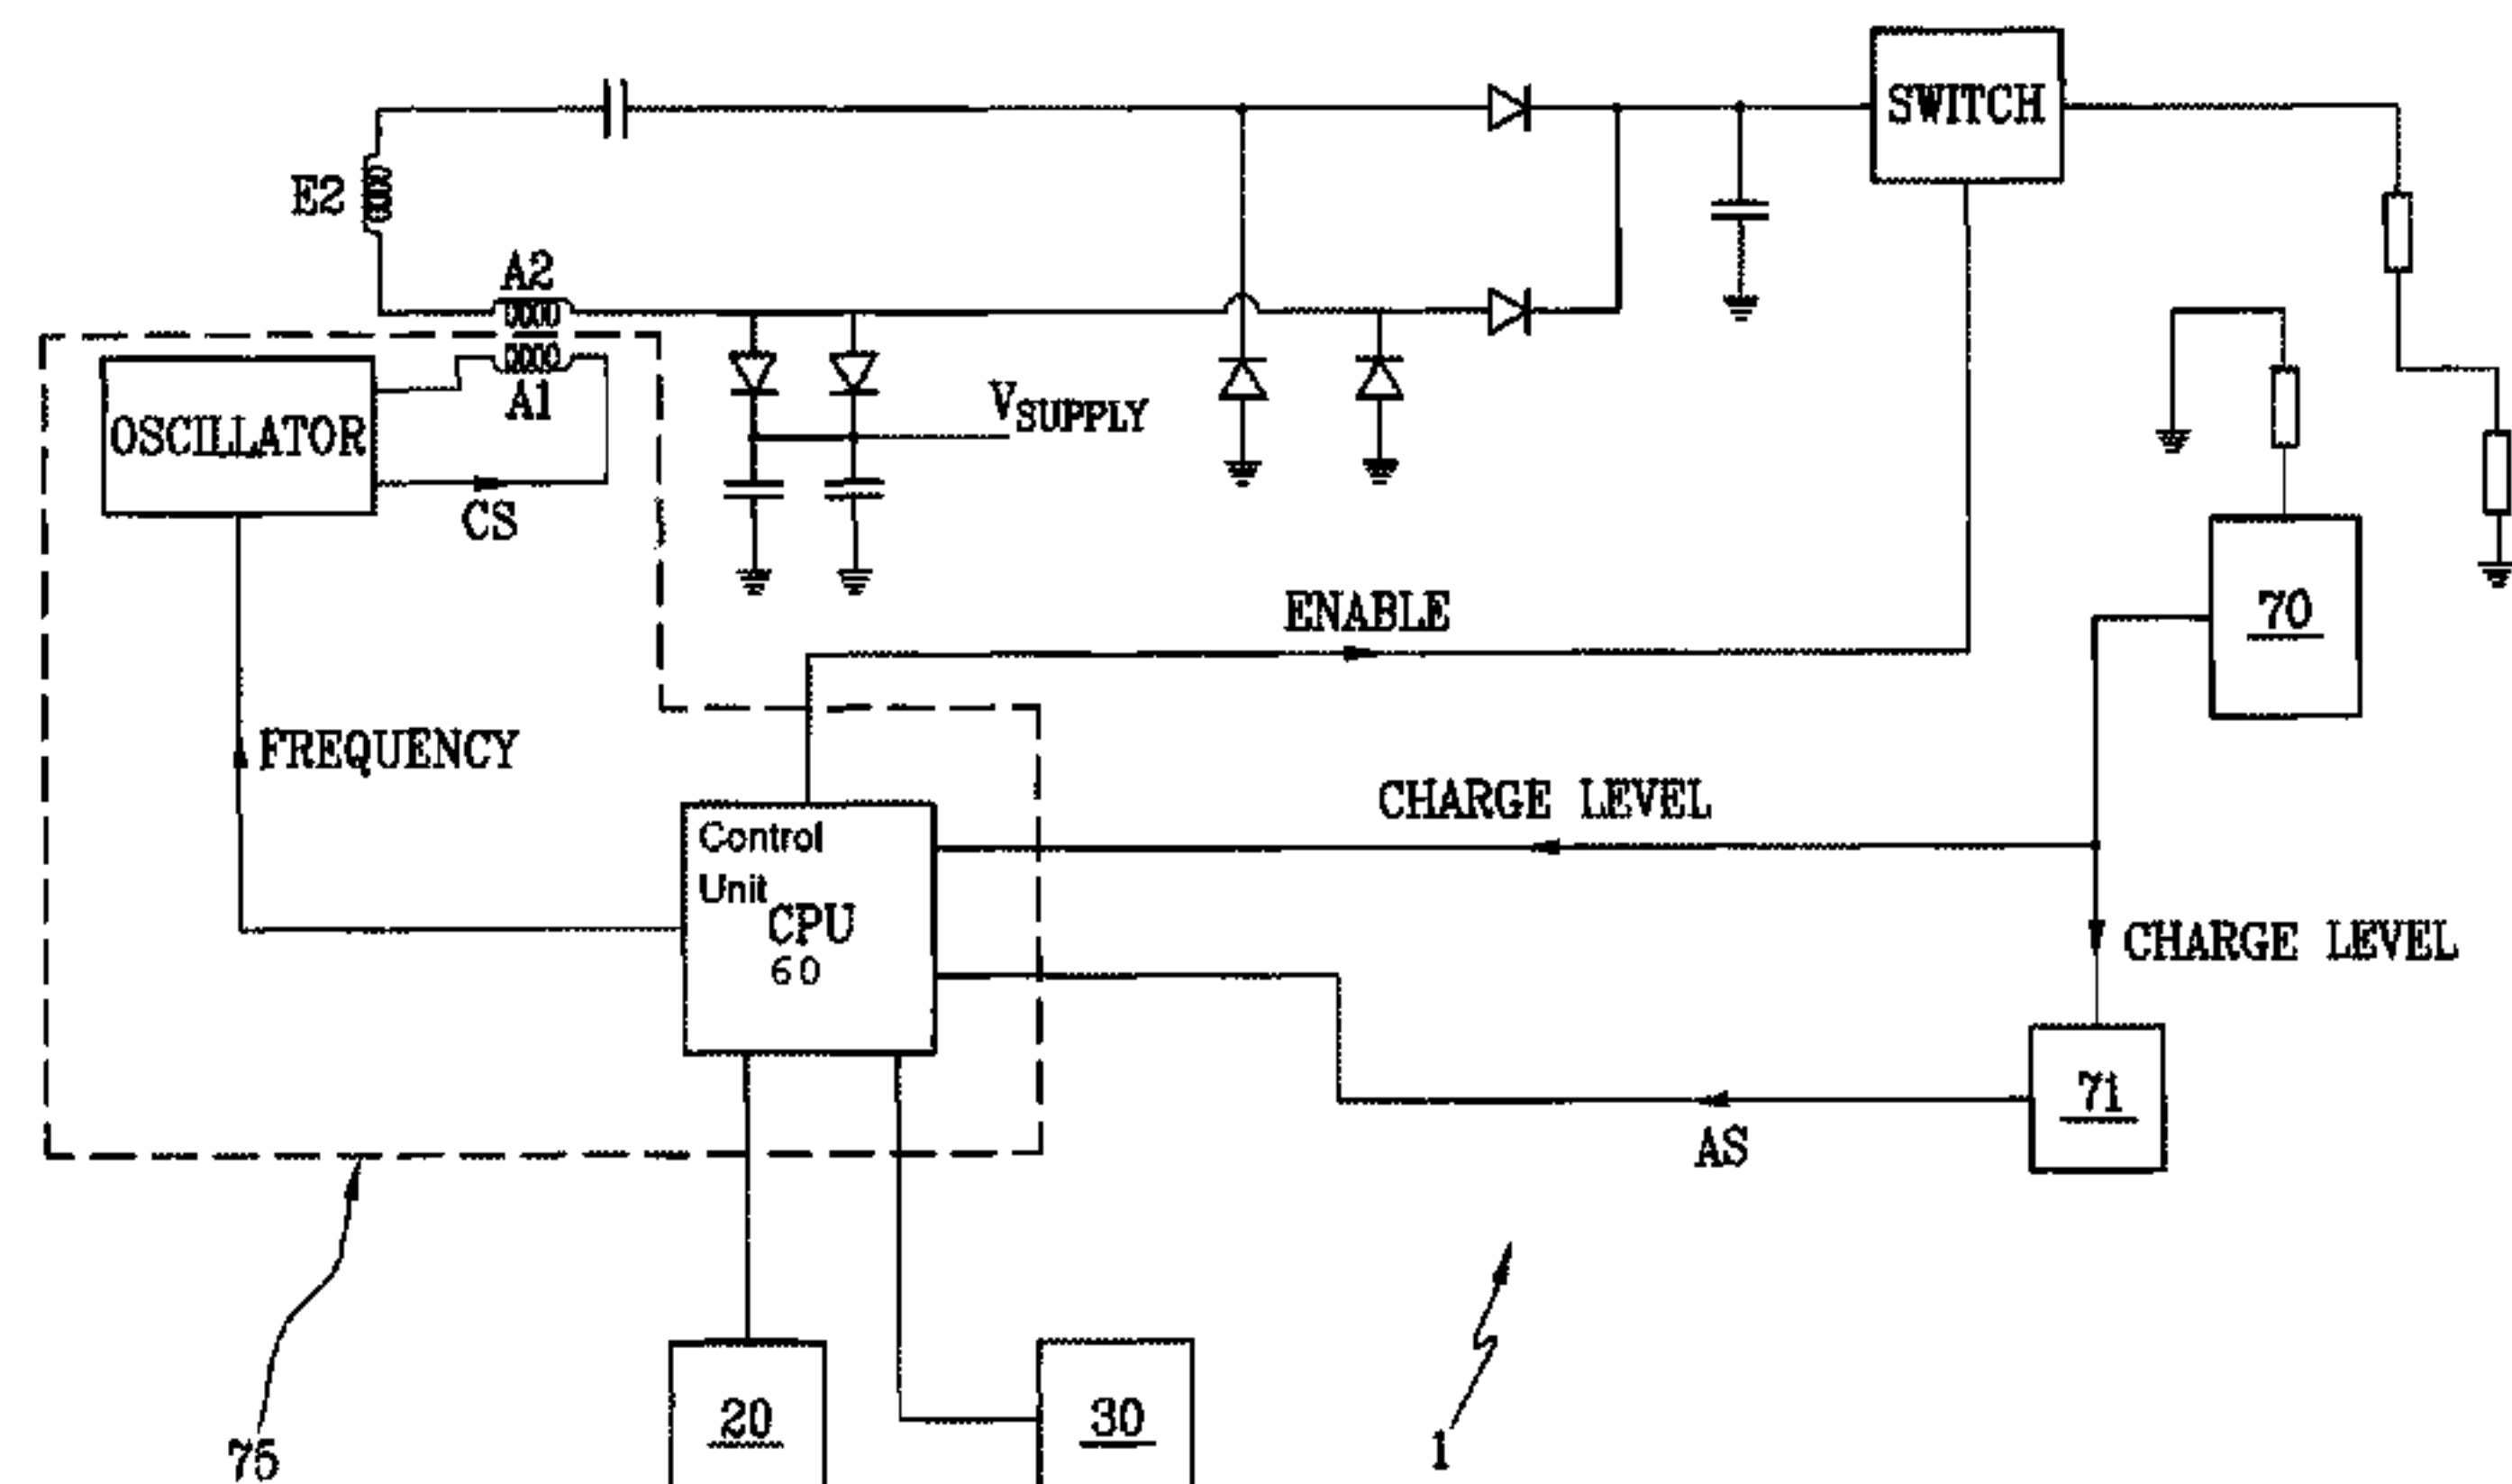 SWITCH
E2
A2
A1
OSCILLATOR
V SUPPLY
CS
ENABLE
70
FREQUENCY
CHARGE LEVEL
Control
Unit
CPU
60
CHARGE LEVEL
71
AS
20
30
1
75